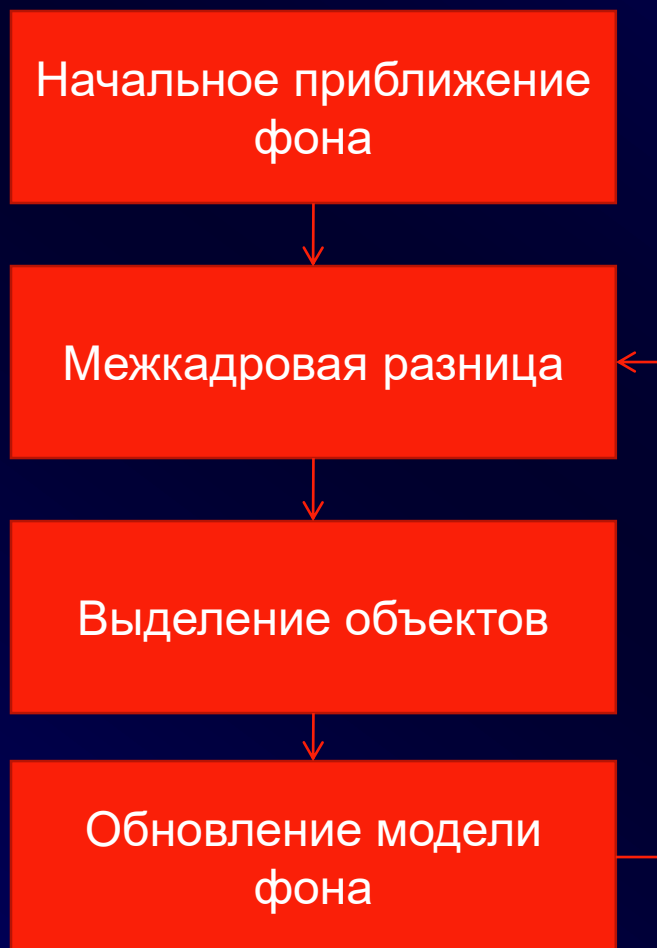 Начальное приближение
фона
Межкадровая разница
Выделение объектов
Обновление модели
фона